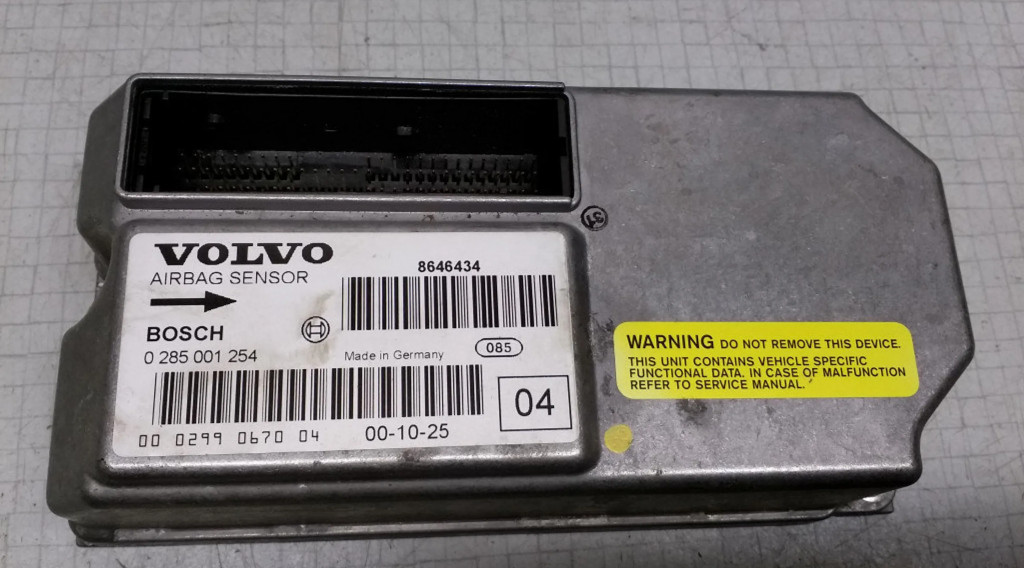 VOLVO
AIRBAG SENSOR
8646434
BOSCH
0 285 001 254
Made in Germany
085
00 0299 0670 04
00-10-25
04
31
WARNING DO NOT REMOVE THIS DEVICE.
THIS UNIT CONTAINS VEHICLE SPECIFIC
FUNCTIONAL DATA. IN CASE OF MALFUNCTION
REFER TO SERVICE MANUAL.